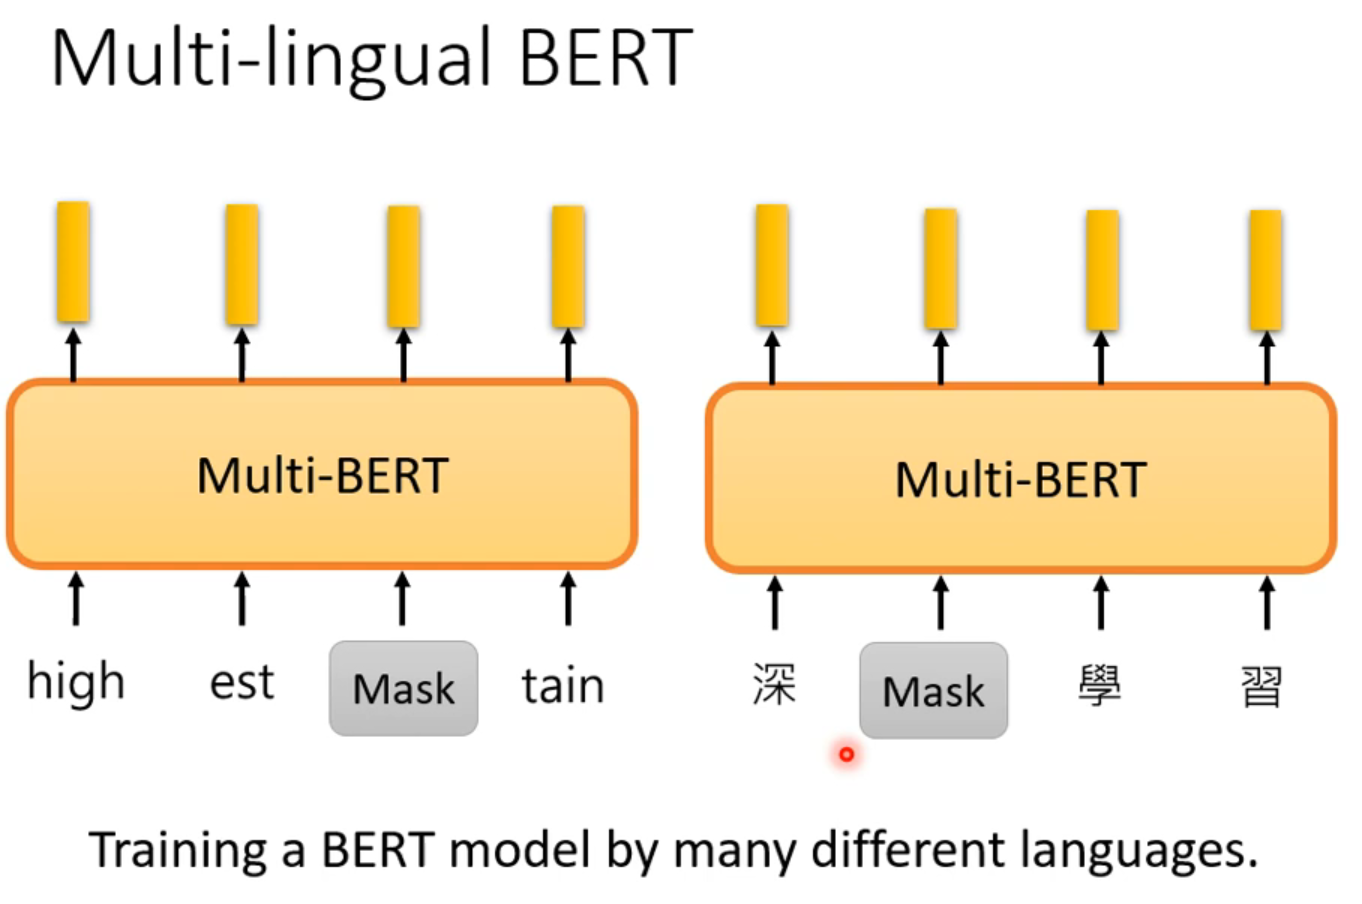 Multi-lingual BERT
Multi-BERT
Multi-BERT
high est Mask tain
深 Mask 學 習
Training a BERT model by many different languages.